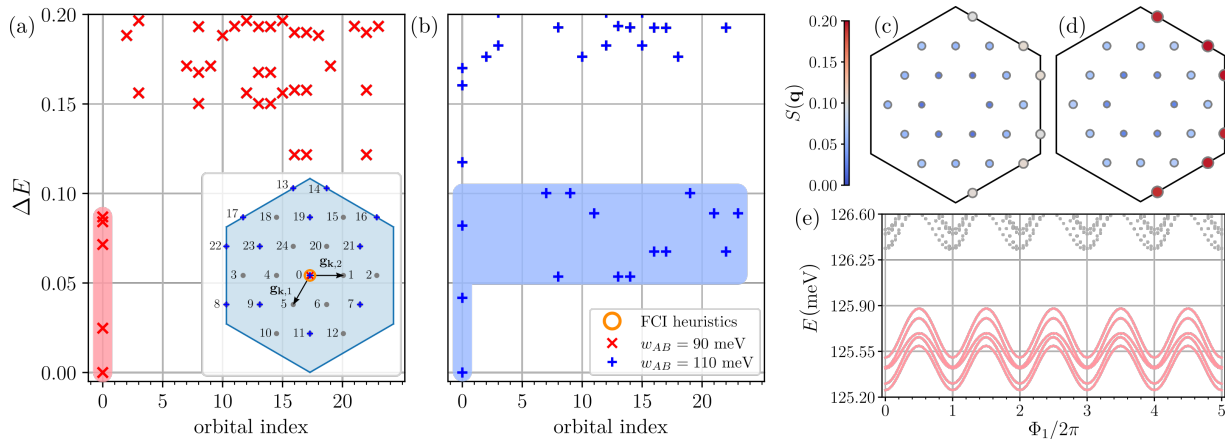 (a)
0.20
0.15
0.10
0.05
0.00
ΔE
0 10 20
orbital index
13 14
17 18 15 16
19
22 23 24 20 21
g_{k,2}
3 4 0 1 2
g_{k,1}
8 9 5 6 7
10 11 12
(b)
0 10 20
orbital index
FCI heuristics
w_{AB} = 90 meV
w_{AB} = 110 meV
0.20
0.15
0.10
0.05
0.00
S(q)
(c)
(d)
(e)
126.60
126.25
125.90
125.55
125.20
E(meV)
0 1 2 3 4 5
Φ_1/2π